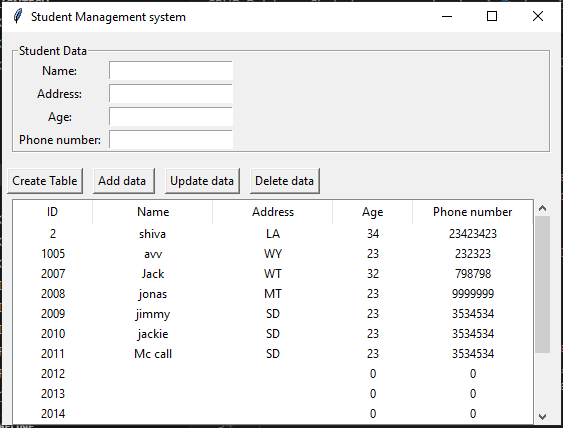 Student Management system
Student Data
Name:
Address:
Age:
Phone number:
Create Table Add data Update data Delete data
ID Name Address Age Phone number
2 shiva LA 34 23423423
1005 avv WY 23 232323
2007 Jack WT 32 798798
2008 jonas MT 23 9999999
2009 jimmy SD 23 3534534
2010 jackie SD 23 3534534
2011 Mc call SD 23 3534534
2012 0 0
2013 0 0
2014 0 0